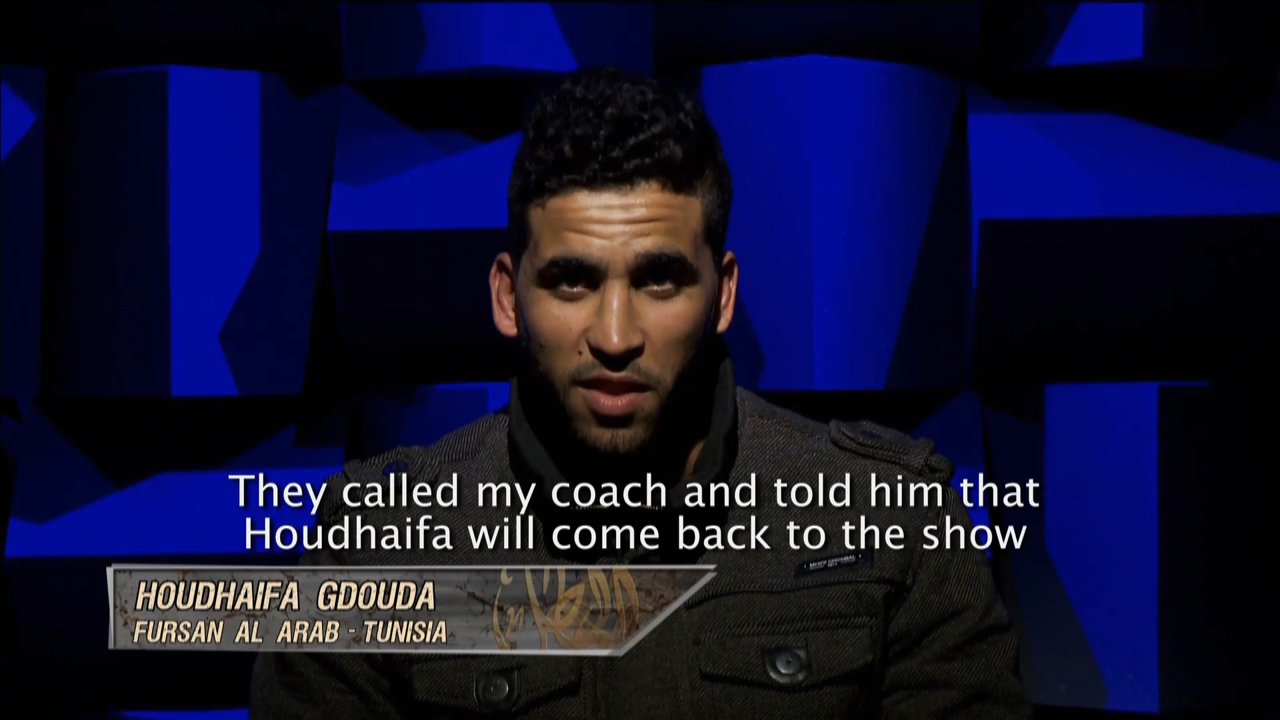 They called my coach and told him that
Houdhaifa will come back to the show
HOUDHAIFA GDOUDA
FURSAN AL ARAB - TUNISIA